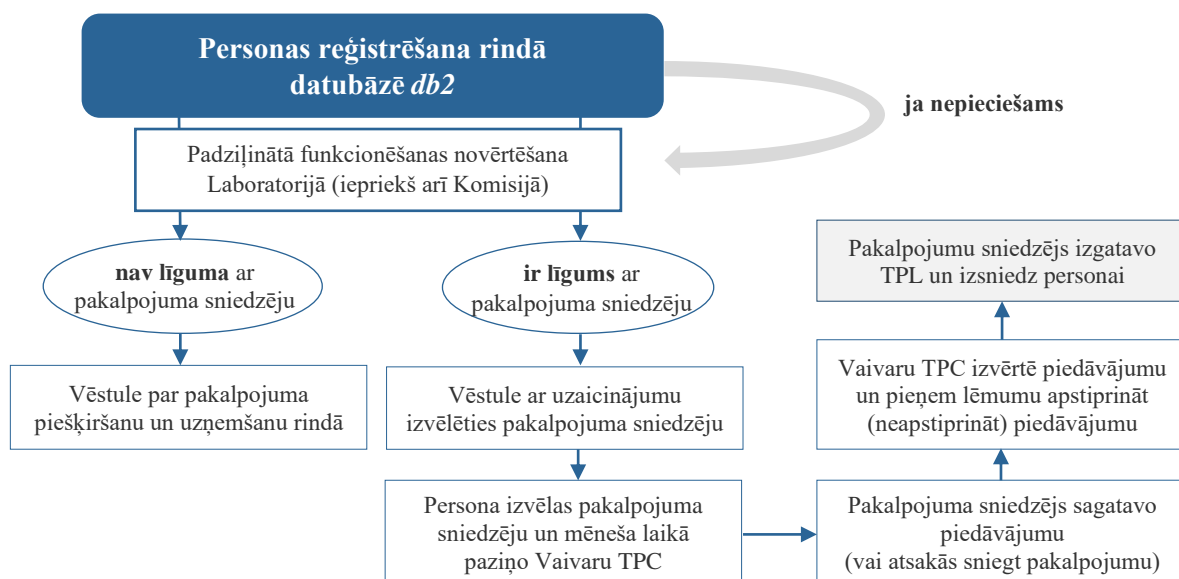 Personas reģistrēšana rindā
datubāzē db2
ja nepieciešams
Padziļinātā funkcionēšanas novērtēšana
Laboratorijā (iepriekš arī Komisijā)
nav līguma ar
pakalpojuma sniedzēju
ir līgums ar
pakalpojuma sniedzēju
Vēstule par pakalpojuma
piešķiršanu un uzņemšanu rindā
Vēstule ar uzaicinājumu
izvēlēties pakalpojuma sniedzēju
Persona izvēlas pakalpojuma
sniedzēju un mēneša laikā
paziņo Vaivaru TPC
Pakalpojuma sniedzējs sagatavo
piedāvājumu
(vai atsakās sniegt pakalpojumu)
Vaivaru TPC izvērtē piedāvājumu
un pieņem lēmumu apstiprināt
(neapstiprināt) piedāvājumu
Pakalpojumu sniedzējs izgatavo
TPL un izsniedz personai